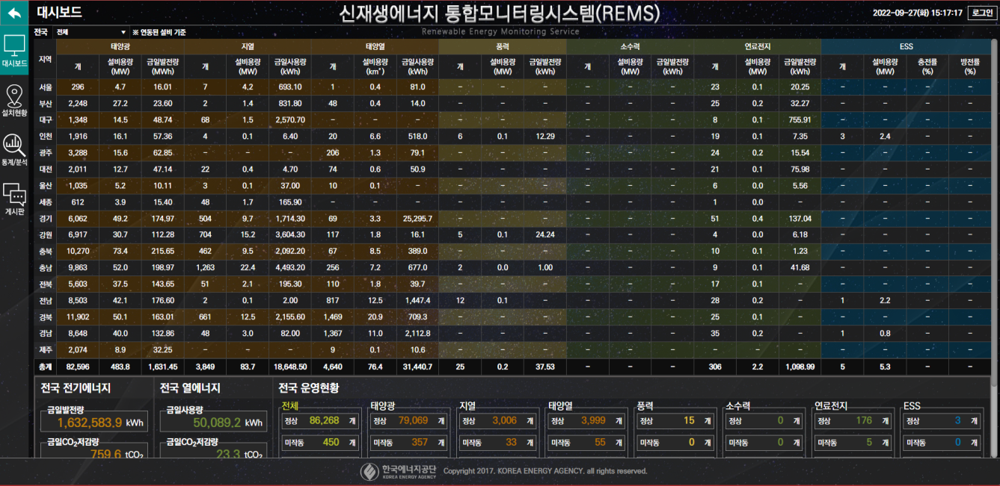 대시보드
신재생에너지 통합모니터링시스템(REMS)
2022-09-27(화) 15:17:17 로그인
Renewable Energy Monitoring Service
전국 전체 ▼ ※ 연동된 설비 기준
대시보드
설치현황
통계/분석
게시판
지역 태양광 지열 태양열 풍력 소수력 연료전지 ESS
개 설비용량(MW) 금일발전량(MWh) 개 설비용량(MW) 금일사용량(kWh) 개 설비용량(km²) 금일사용량(kWh) 개 설비용량(MW) 금일발전량(kWh) 개 설비용량(MW) 금일발전량(kWh) 개 설비용량(MW) 금일발전량(kWh) 개 설비용량(MW) 충전률(%) 방전률(%)
서울 296 4.7 16.01 7 4.2 693.10 1 0.4 81.0 – – – – – – 23 0.1 20.25 – – – –
부산 2,248 27.2 23.60 2 1.4 831.80 48 0.4 14.0 – – – – – – 25 0.2 32.27 – – – –
대구 1,348 14.5 48.74 68 1.5 2,570.70 – – – – – – – – – 8 0.1 755.91 – – – –
인천 1,916 16.1 57.36 4 0.1 6.40 20 6.6 518.0 6 0.1 12.29 – – – 19 0.1 7.35 3 2.4 – –
광주 3,288 15.6 62.85 – – – 206 1.3 79.1 – – – – – – 24 0.2 15.54 – – – –
대전 2,011 12.7 47.14 22 0.4 4.70 74 0.6 50.9 – – – – – – 21 0.1 75.98 – – – –
울산 1,035 5.2 10.11 3 0.1 37.00 10 0.1 – – – – – – – 6 0.0 5.56 – – – –
세종 612 3.9 15.40 48 1.7 165.90 – – – – – – – – – 1 0.0 – – – – –
경기 6,062 49.2 174.97 504 9.7 1,714.30 69 3.3 25,295.7 – – – – – – 51 0.4 137.04 – – – –
강원 6,917 30.7 112.28 704 15.2 3,604.30 117 1.8 16.1 5 0.1 24.24 – – – 4 0.0 6.18 – – – –
충북 10,270 73.4 215.65 462 9.5 2,092.20 67 8.5 389.0 – – – – – – 10 0.1 1.23 – – – –
충남 9,863 52.0 198.97 1,263 22.4 4,493.20 256 7.2 677.0 2 0.0 1.00 – – – 9 0.1 41.68 – – – –
전북 5,603 37.5 143.65 51 2.1 195.30 110 1.8 39.7 – – – – – – 17 0.1 – – – – –
전남 8,503 42.1 176.60 2 0.1 2.00 817 12.5 1,447.4 12 0.1 – – – – 28 0.2 – 1 2.2 – –
경북 11,902 50.1 163.01 661 12.5 2,155.60 1,469 20.9 709.3 – – – – – – 25 0.1 – – – – –
경남 8,648 40.0 132.86 48 3.0 82.00 1,367 11.0 2,112.8 – – – – – – 35 0.2 – 1 0.8 – –
제주 2,074 8.9 32.25 – – – 9 0.1 10.6 – – – – – – – – – – – – –
총계 82,596 483.8 1,631.45 3,849 83.7 18,648.50 4,640 76.4 31,440.7 25 0.2 37.53 – – – 306 2.2 1,098.99 5 5.3 – –
전국 전기에너지 전국 열에너지 전국 운영현황
금일발전량 금일사용량 전체 태양광 지열 태양열 풍력 소수력 연료전지 ESS
1,632,583.9 kWh 50,089.2 kWh 정상 86,268 개 정상 79,069 개 정상 3,006 개 정상 3,999 개 정상 15 개 정상 0 개 정상 176 개 정상 3 개
금일CO₂저감량 금일CO₂저감량 미작동 450 개 미작동 357 개 미작동 33 개 미작동 55 개 미작동 0 개 미작동 0 개 미작동 5 개 미작동 0 개
759.6 tCO₂ 23.3 tCO₂
한국에너지공단 KOREA ENERGY AGENCY Copyright 2017. KOREA ENERGY AGENCY. all rights reserved.